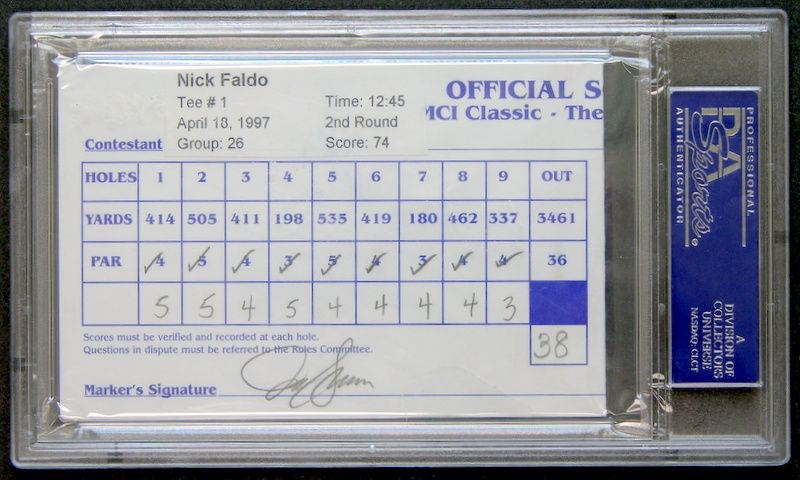 Nick Faldo
Tee # 1 Time: 12:45
April 18, 1997 2nd Round
Contestant Group: 26 Score: 74
OFFICIAL S
MCI Classic - The
HOLES 1 2 3 4 5 6 7 8 9 OUT
YARDS 414 505 411 198 535 419 180 462 337 3461
PAR 4 5 4 3 5 4 3 4 4 36
5 5 4 5 4 4 4 4 3
38
Scores must be verified and recorded at each hole.
Questions in dispute must be referred to the Rules Committee.
Marker's Signature
PROFESSIONAL
PSA
Sports
AUTHENTICATOR
A
DIVISION OF
COLLECTORS
UNIVERSE
NASDAQ: CLCT